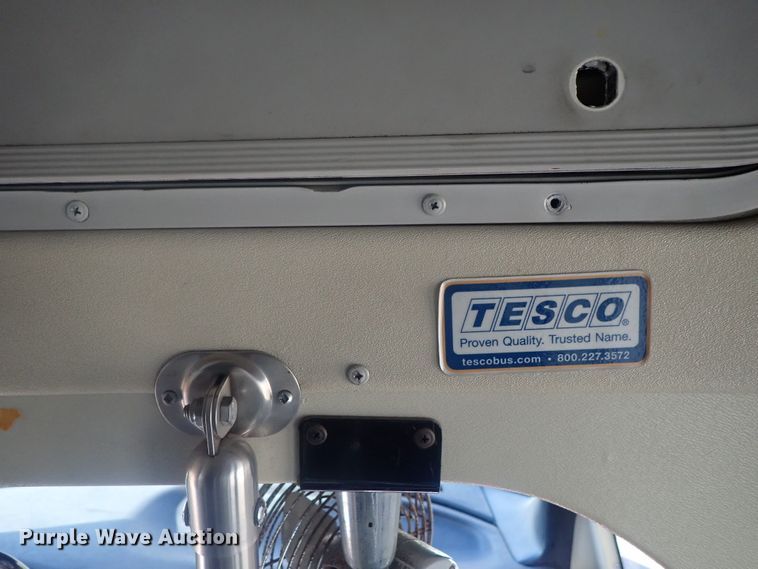 TESCO®
Proven Quality. Trusted Name.
tescobus.com • 800.227.3572
Purple Wave Auction